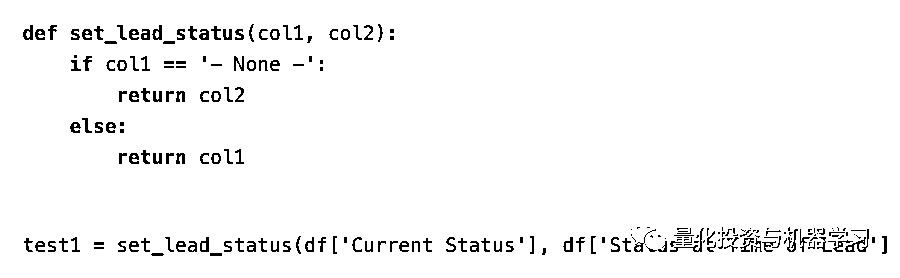 def set_lead_status(col1, col2):
    if col1 == '- None -':
        return col2
    else:
        return col1
test1 = set_lead_status(df['Current Status'], df['Status at Time of Lead']
量化投资与机器学习